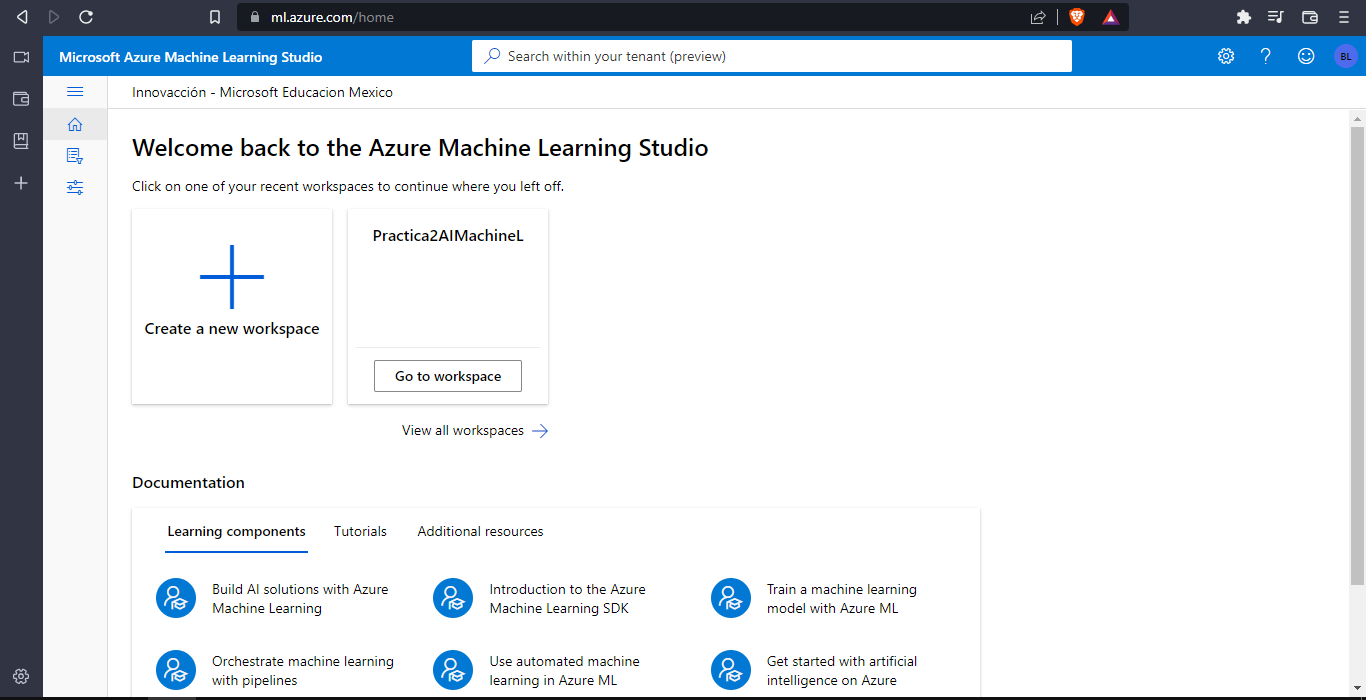 ml.azure.com/home
Microsoft Azure Machine Learning Studio
Search within your tenant (preview)
BL
Innovacción - Microsoft Educacion Mexico
Welcome back to the Azure Machine Learning Studio
Click on one of your recent workspaces to continue where you left off.
Create a new workspace
Practica2AIMachineL
Go to workspace
View all workspaces
Documentation
Learning components
Tutorials
Additional resources
Build AI solutions with Azure
Machine Learning
Introduction to the Azure
Machine Learning SDK
Train a machine learning
model with Azure ML
Orchestrate machine learning
with pipelines
Use automated machine
learning in Azure ML
Get started with artificial
intelligence on Azure